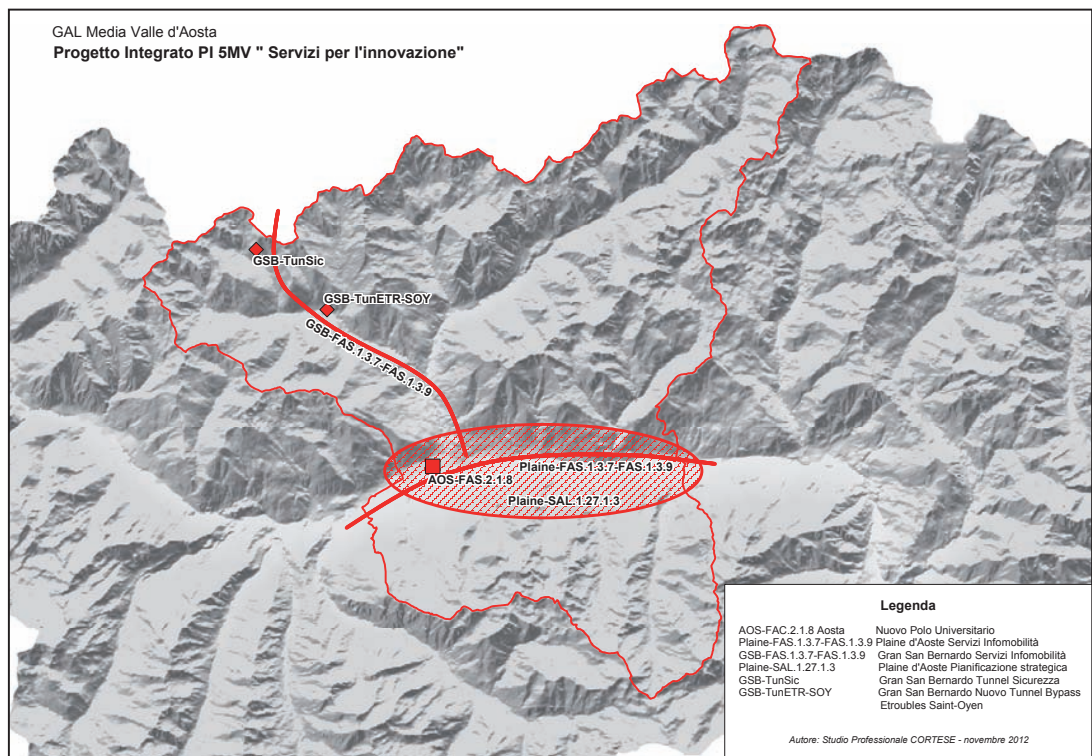 GAL Media Valle d'Aosta
Progetto Integrato PI 5MV " Servizi per l'innovazione"
GSB-TunSic
GSB-TunETR-SOY
GSB-FAS.1.3.7-FAS.1.3.9
Plaine-FAS.1.3.7-FAS.1.3.9
AOS-FAS.2.1.8
Plaine-SAL.1.27.1.3
Legenda
AOS-FAC.2.1.8 Aosta Nuovo Polo Universitario
Plaine-FAS.1.3.7-FAS.1.3.9 Plaine d'Aoste Servizi Infomobilità
GSB-FAS.1.3.7-FAS.1.3.9 Gran San Bernardo Servizi Infomobilità
Plaine-SAL.1.27.1.3 Plaine d'Aoste Pianificazione strategica
GSB-TunSic Gran San Bernardo Tunnel Sicurezza
GSB-TunETR-SOY Gran San Bernardo Nuovo Tunnel Bypass
Etroubles Saint-Oyen
Autore: Studio Professionale CORTESE - novembre 2012